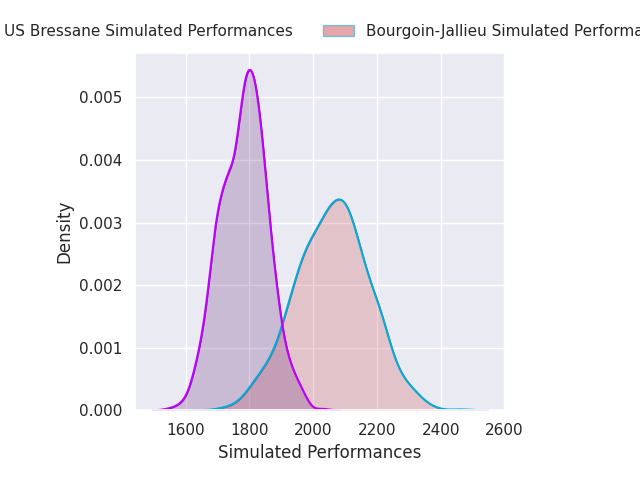 US Bressane Simulated Performances Bourgoin-Jallieu Simulated Performa
0.005
0.004
0.003
0.002
0.001
0.000
Density
1600 1800 2000 2200 2400 2600
Simulated Performances